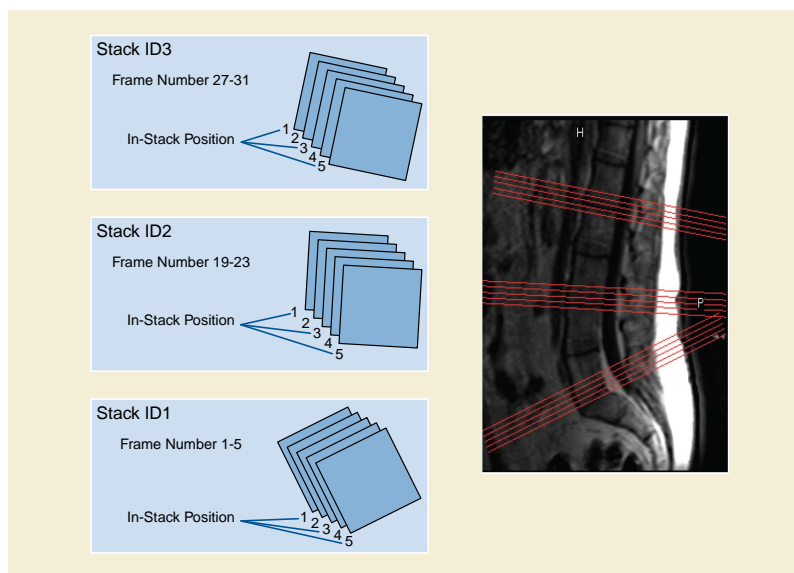 Stack ID3
Frame Number 27-31
In-Stack Position
1
2
3
4
5
Stack ID2
Frame Number 19-23
In-Stack Position
1
2
3
4
5
Stack ID1
Frame Number 1-5
In-Stack Position
1
2
3
4
5
H
P